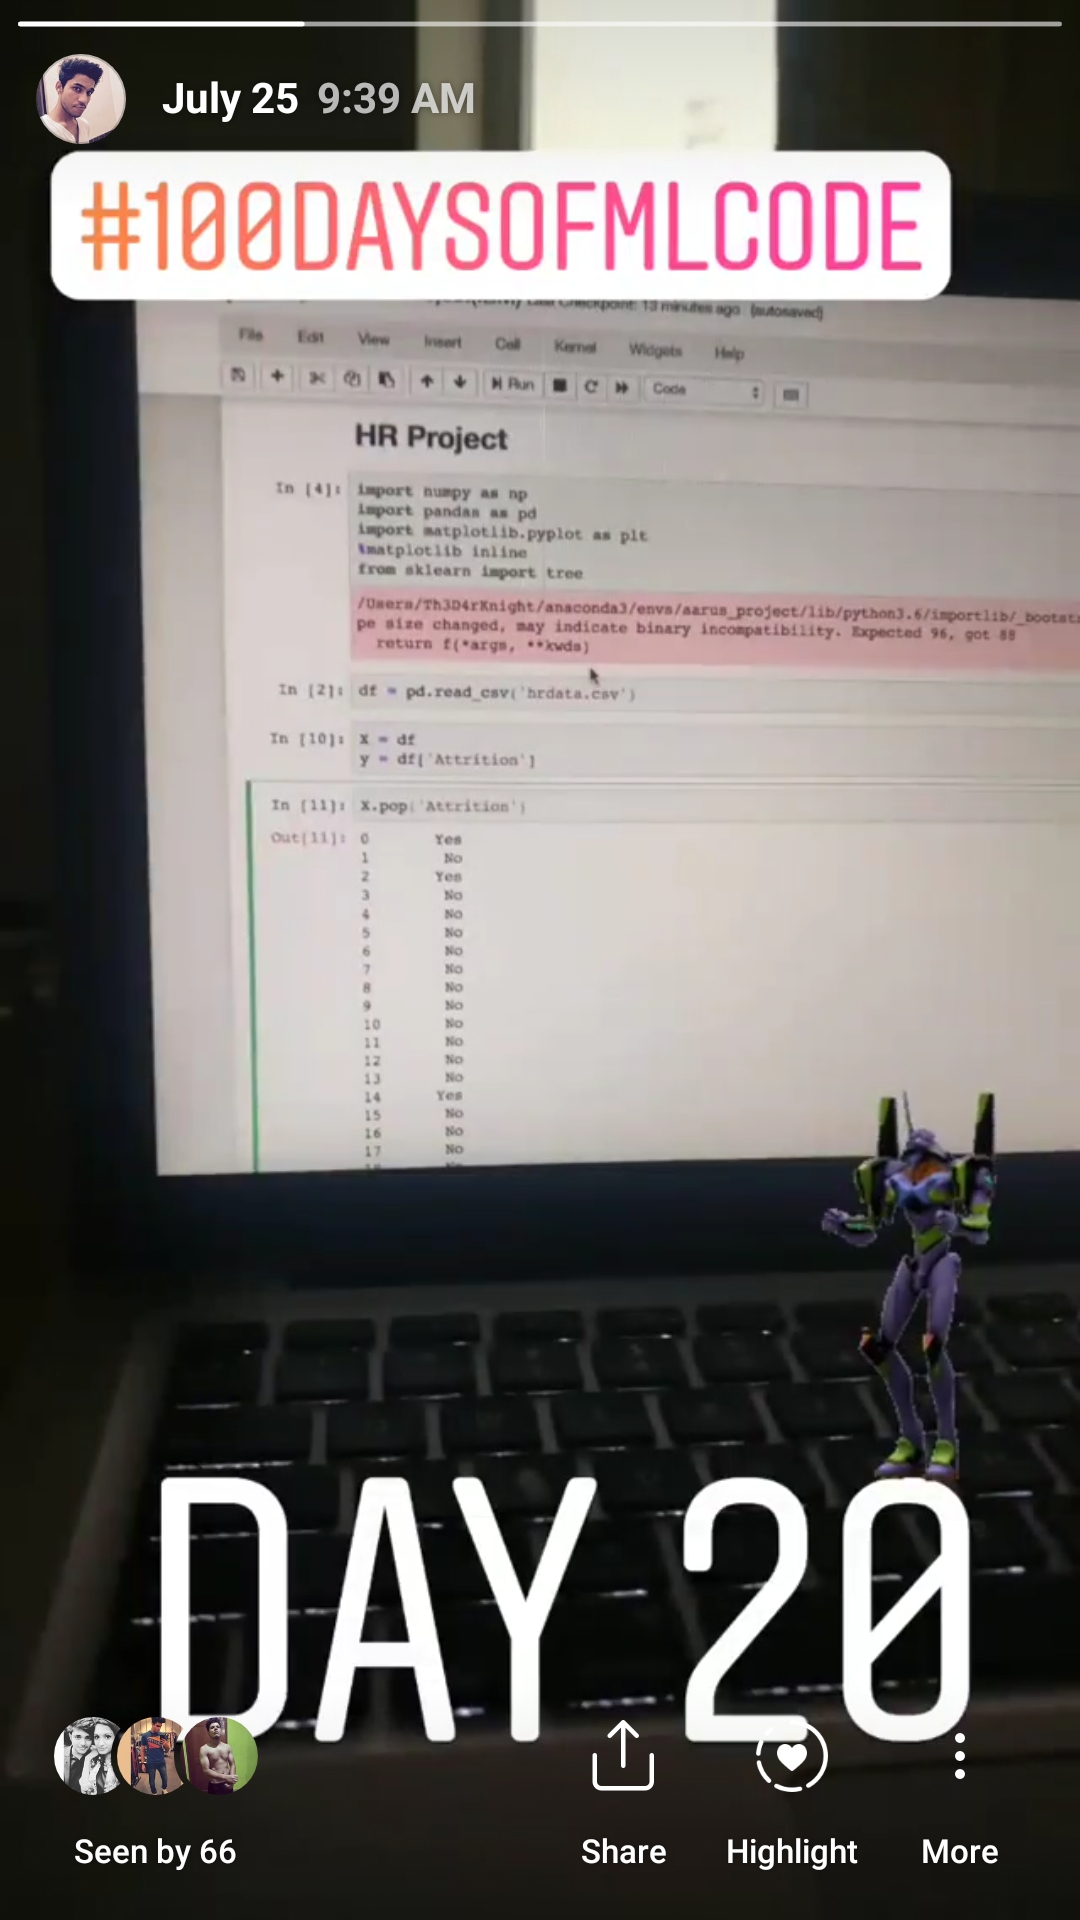 July 25 9:39 AM
#100DAYSOFMLCODE
Last Checkpoint: 13 minutes ago (autosaved)
File Edit View Insert Cell Kernel Widgets Help
Run Code
HR Project
In [4]: import numpy as np
import pandas as pd
import matplotlib.pyplot as plt
%matplotlib inline
from sklearn import tree
/Users/Th3D4rKnight/anaconda3/envs/aarus_project/lib/python3.6/importlib/_bootst
pe size changed, may indicate binary incompatibility. Expected 96, got 88
return f(*args, **kwds)
In [2]: df = pd.read_csv('hrdata.csv')
In [10]: X = df
y = df['Attrition']
In [11]: X.pop('Attrition')
Out[11]: 0 Yes
1 No
2 Yes
3 No
4 No
5 No
6 No
7 No
8 No
9 No
10 No
11 No
12 No
13 No
14 Yes
15 No
16 No
17 No
DAY 20
Seen by 66
Share
Highlight
More